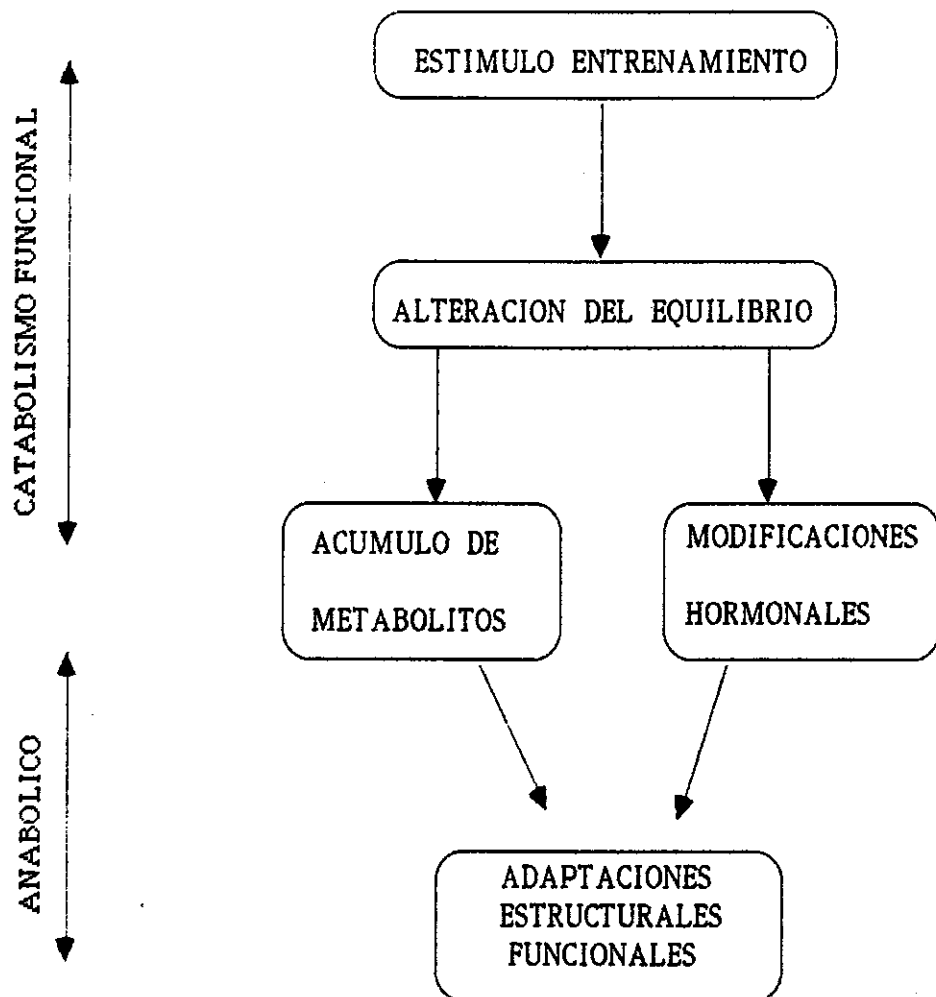 ESTIMULO ENTRENAMIENTO
CATABOLISMO FUNCIONAL
ALTERACION DEL EQUILIBRIO
ACUMULO DE
METABOLITOS
MODIFICACIONES
HORMONALES
ANABOLICO
ADAPTACIONES
ESTRUCTURALES
FUNCIONALES